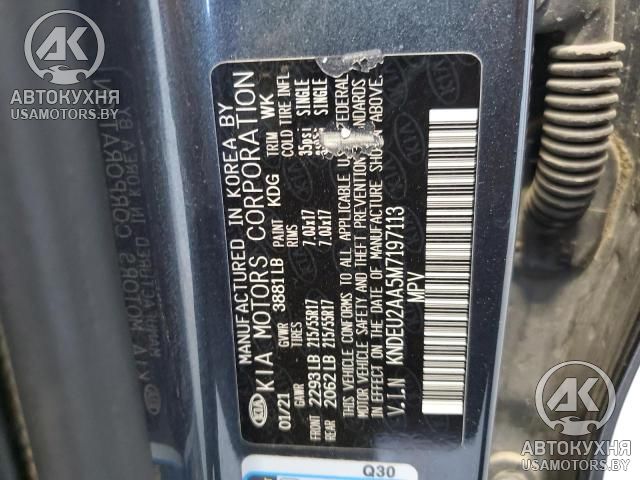 MANUFACTURED IN KOREA BY
KIA MOTORS CORPORATION
01/21 GVWR 3881LB PAINT KDG TRIM WK
GAWR TIRES RIMS COLD TIRE INFL
FRONT 2293LB 215/55R17 7.0Jx17 35psi SINGLE
REAR 2062LB 215/55R17 7.0Jx17 SINGLE
THIS VEHICLE CONFORMS TO ALL APPLICABLE FEDERAL
MOTOR VEHICLE SAFETY AND THEFT PREVENTION
IN EFFECT ON THE DATE OF MANUFACTURE SHOWN ABOVE.
V.I.N KNDEU2AA5M7197113
MPV
KIA
Q30
АВТОКУХНЯ
USAMOTORS.BY
АВТОКУХНЯ
USAMOTORS.BY